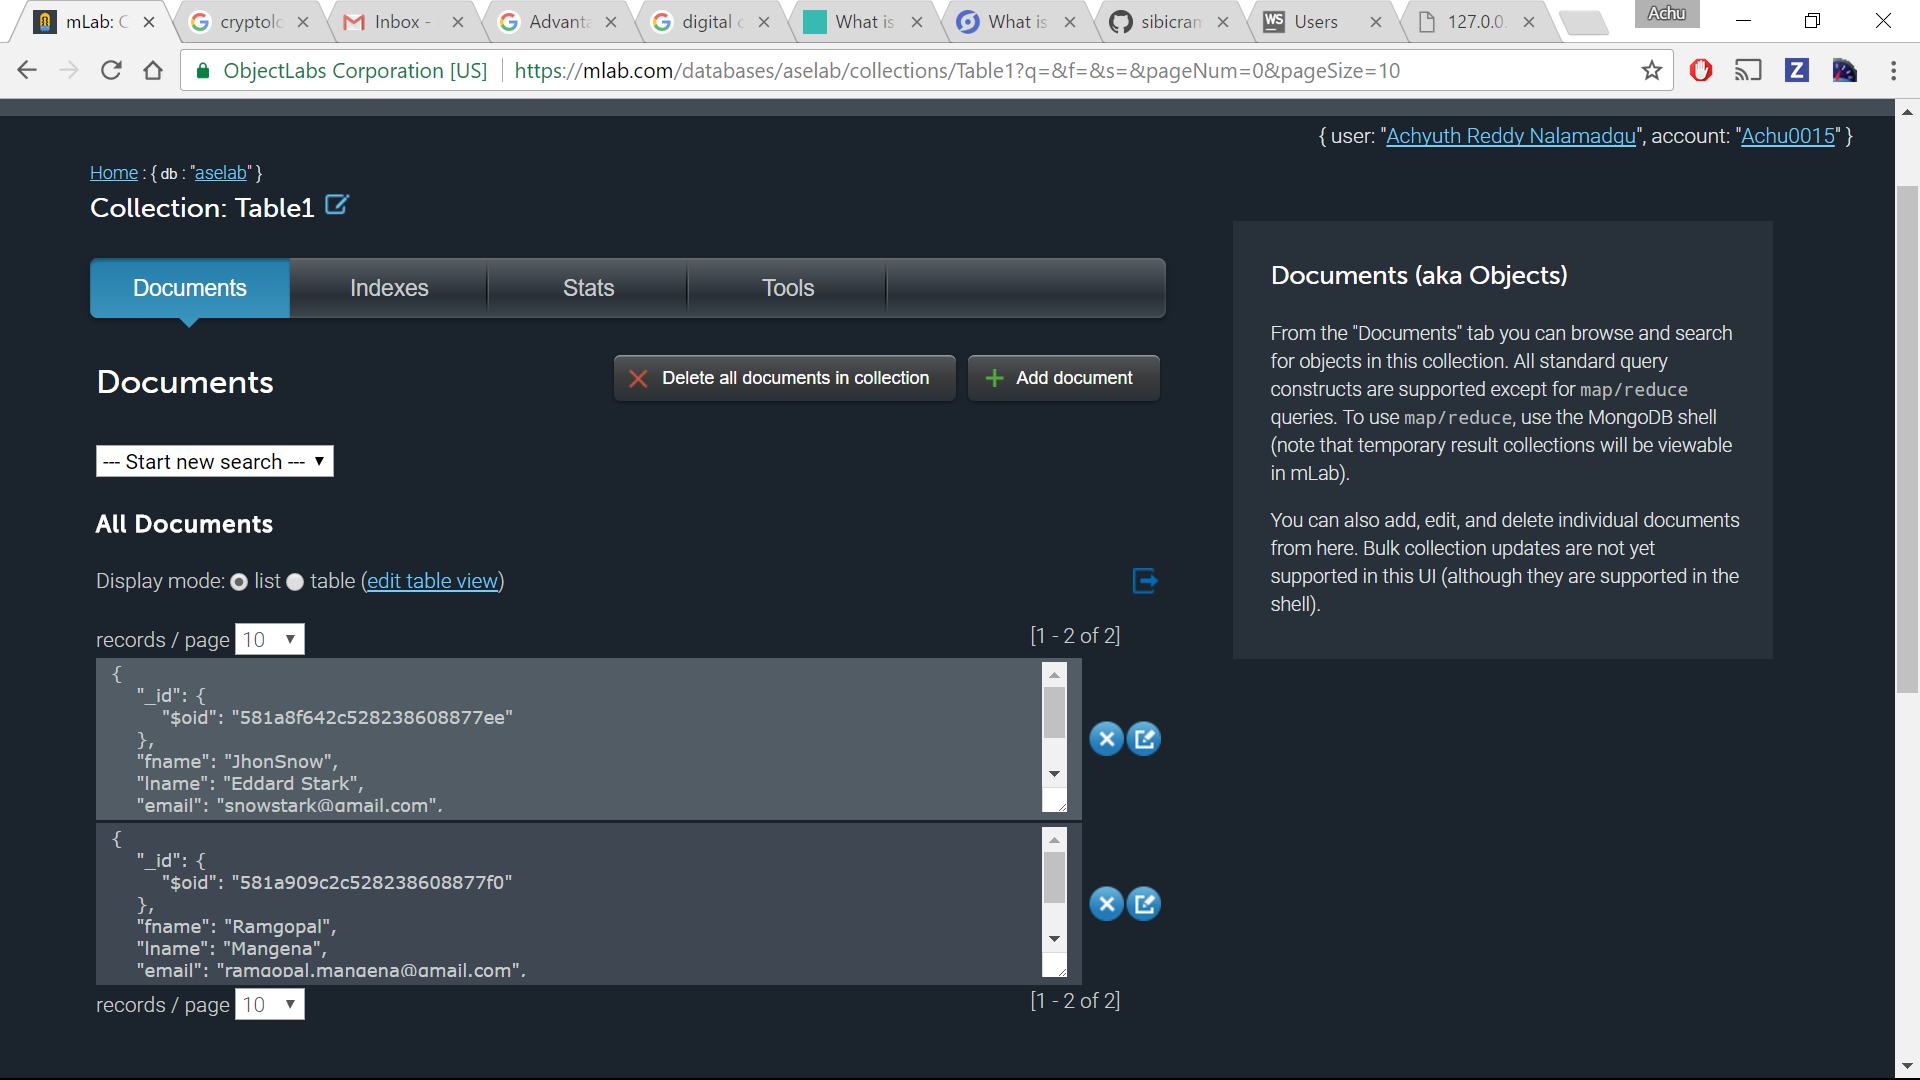 mLab: C
cryptolc
Inbox -
Advanta
digital c
What is
What is
sibicram
WS Users
127.0.0.
Achu
ObjectLabs Corporation [US] https://mlab.com/databases/aselab/collections/Table1?q=&f=&s=&pageNum=0&pageSize=10
Z
{ user: "Achyuth Reddy Nalamadgu", account: "Achu0015" }
Home : { db : "aselab" }
Collection: Table1
Documents Indexes Stats Tools
Documents
Delete all documents in collection
Add document
--- Start new search ---
All Documents
Display mode: list table (edit table view)
records / page 10 [1 - 2 of 2]
{
"_id": {
"$oid": "581a8f642c528238608877ee"
},
"fname": "JhonSnow",
"lname": "Eddard Stark",
"email": "snowstark@gmail.com",
{
"_id": {
"$oid": "581a909c2c528238608877f0"
},
"fname": "Ramgopal",
"lname": "Mangena",
"email": "ramgopal.mangena@gmail.com",
records / page 10 [1 - 2 of 2]
Documents (aka Objects)
From the "Documents" tab you can browse and search
for objects in this collection. All standard query
constructs are supported except for map/reduce
queries. To use map/reduce, use the MongoDB shell
(note that temporary result collections will be viewable
in mLab).
You can also add, edit, and delete individual documents
from here. Bulk collection updates are not yet
supported in this UI (although they are supported in the
shell).